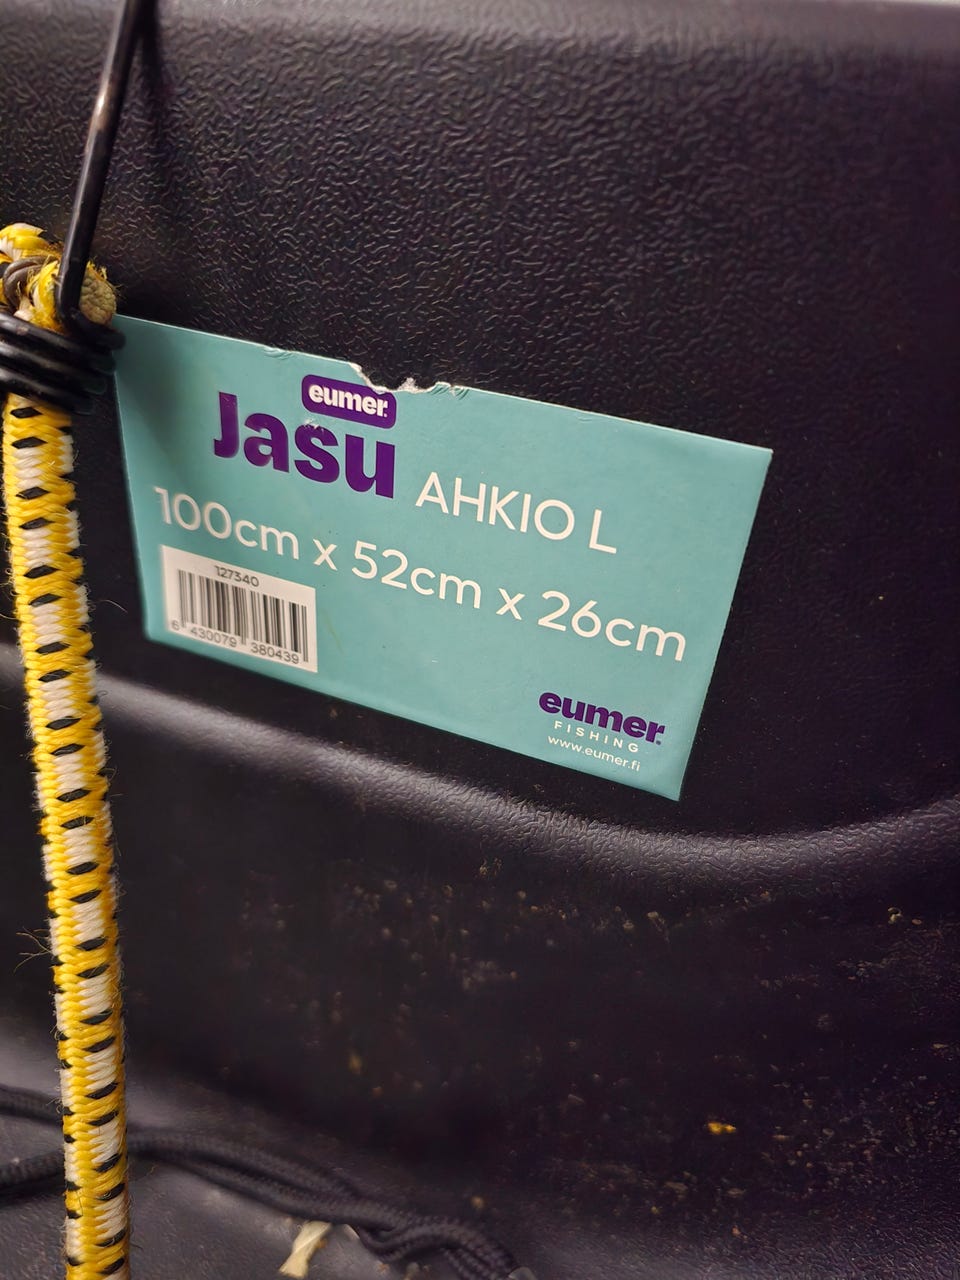 eumer
Jasu AHKIO L
100cm x 52cm x 26cm
127340
6 430079 380439
eumer
FISHING
www.eumer.fi